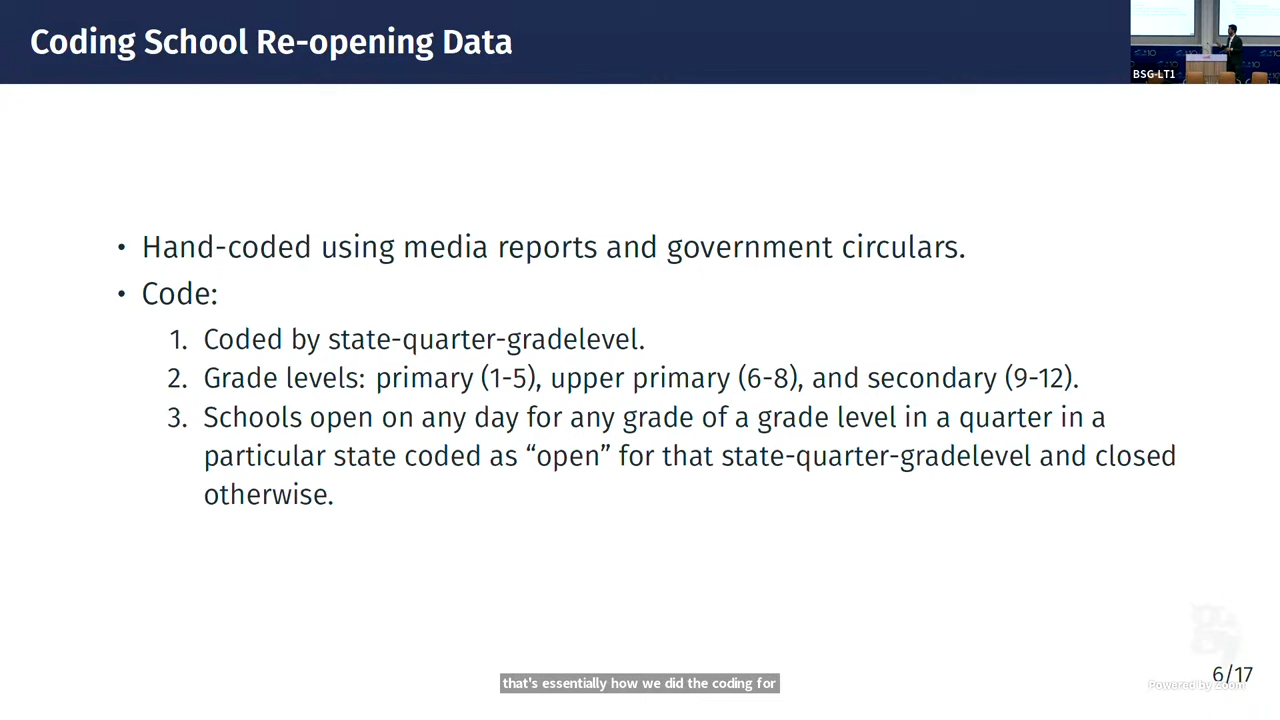 Coding School Re-opening Data
BSG-LT1
• Hand-coded using media reports and government circulars.
• Code:
1. Coded by state-quarter-gradelevel.
2. Grade levels: primary (1-5), upper primary (6-8), and secondary (9-12).
3. Schools open on any day for any grade of a grade level in a quarter in a
particular state coded as “open” for that state-quarter-gradelevel and closed
otherwise.
6/17
that's essentially how we did the coding for
Powered by Zoom